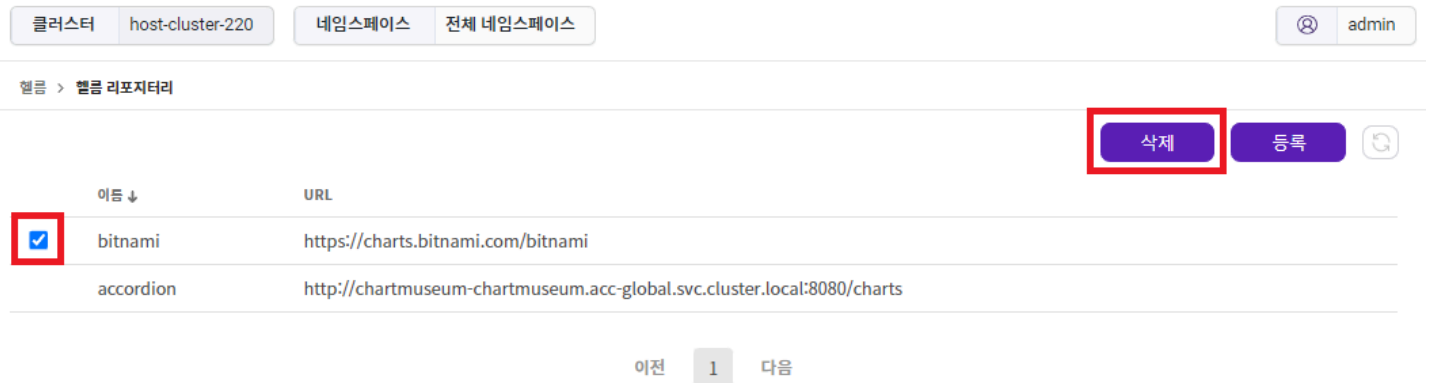 클러스터 host-cluster-220 네임스페이스 전체 네임스페이스 admin
헬름 > 헬름 리포지터리
삭제 등록
이름 ↓ URL
bitnami https://charts.bitnami.com/bitnami
accordion http://chartmuseum-chartmuseum.acc-global.svc.cluster.local:8080/charts
이전 1 다음